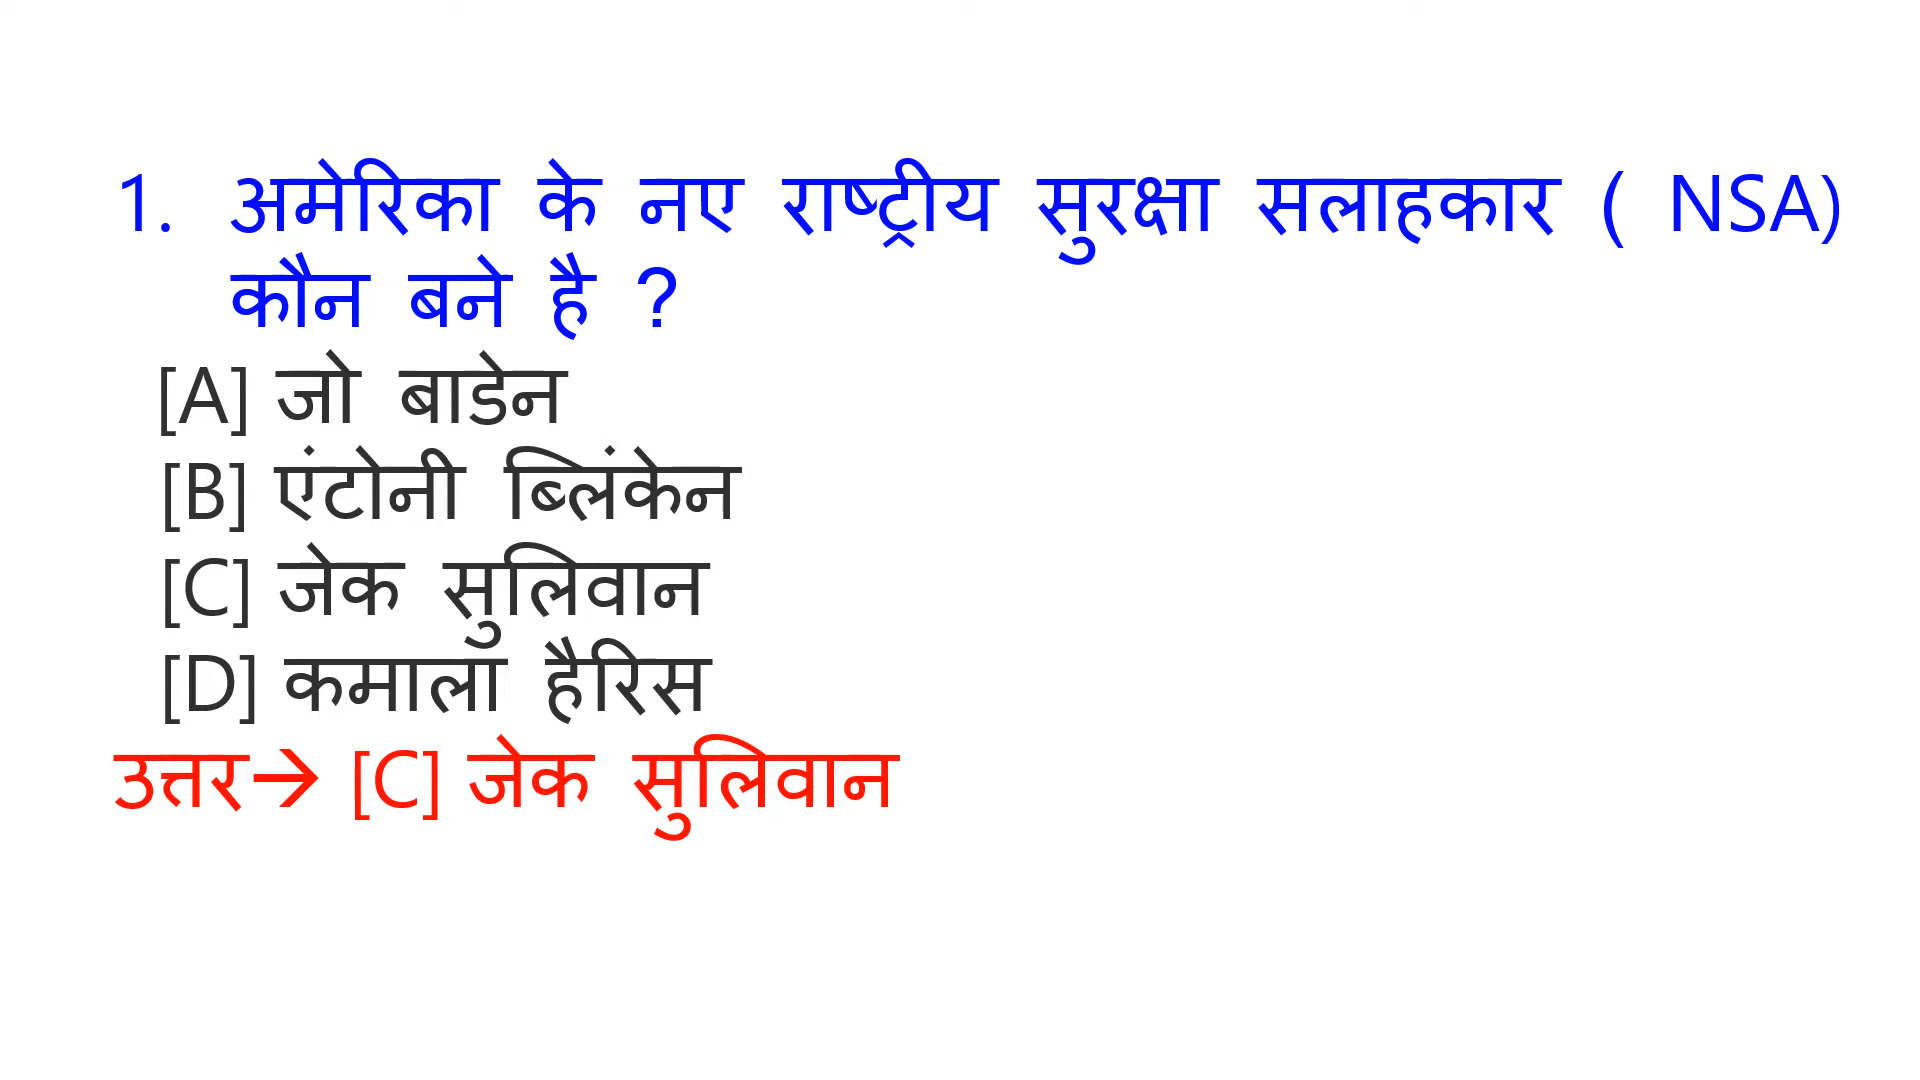 1. अमेरिका के नए राष्ट्रीय सुरक्षा सलाहकार ( NSA)
कौन बने है ?
[A] जो बाडेन
[B] एंटोनी ब्लिंकेन
[C] जेक सुलिवान
[D] कमाला हैरिस
उत्तर→ [C] जेक सुलिवान